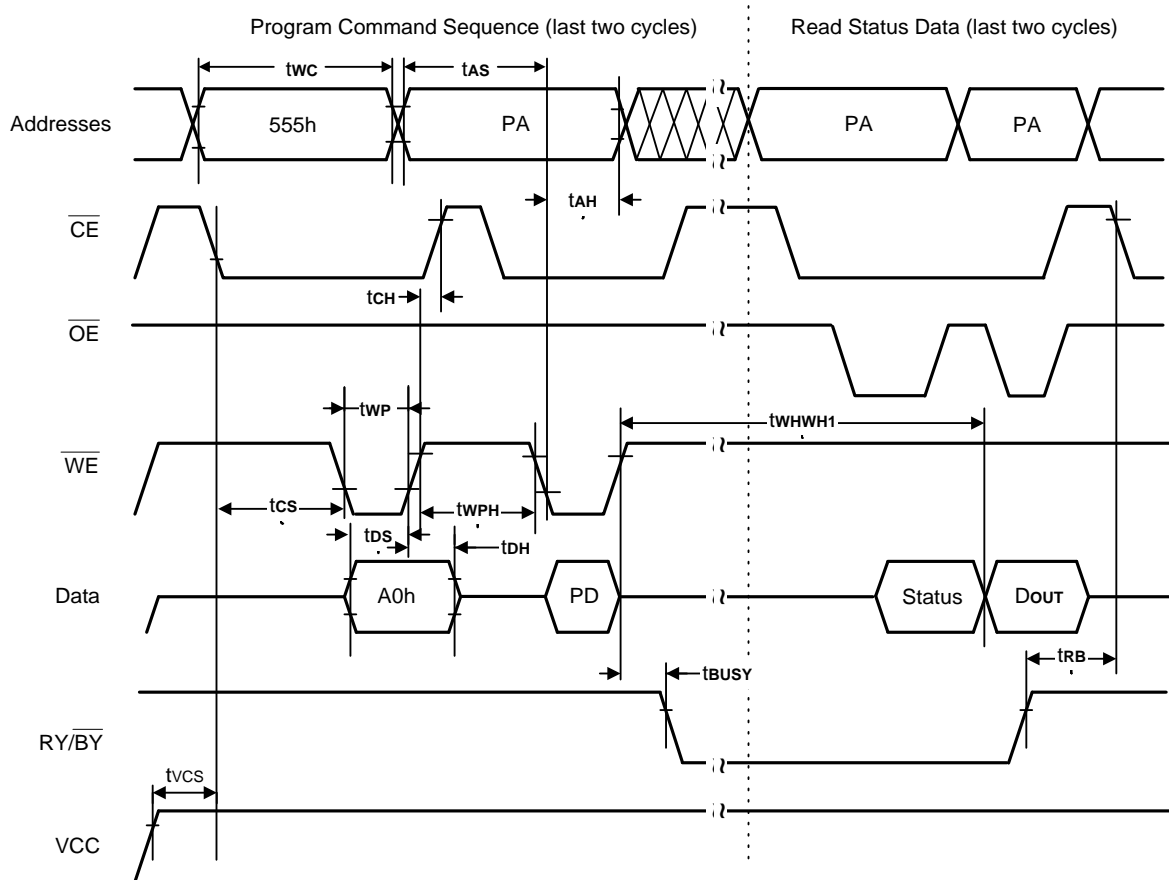 Program Command Sequence (last two cycles)
Read Status Data (last two cycles)
tWC
tAS
Addresses
555h
PA
PA
PA
tAH
CE
tCH
OE
tWP
tWHWH1
WE
tCS
tWPH
tDS
tDH
Data
A0h
PD
Status
DOUT
tBUSY
tRB
RY/BY
tVCS
VCC